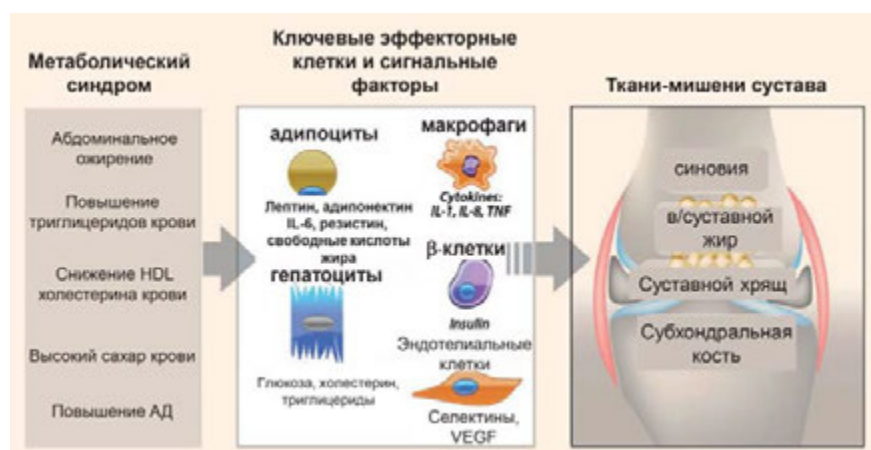 Метаболический
синдром
Абдоминальное
ожирение
Повышение
триглицеридов крови
Снижение HDL
холестерина крови
Высокий сахар крови
Повышение АД
Ключевые эффекторные
клетки и сигнальные
факторы
адипоциты
Лептин, адипонектин
IL-6, резистин,
свободные кислоты
жира
гепатоциты
Глюкоза, холестерин,
триглицериды
макрофаги
Cytokines:
IL-1, IL-8, TNF
β-клетки
Insulin
Эндотелиальные
клетки
Селектины,
VEGF
Ткани-мишени сустава
синовия
в/суставной
жир
Суставной хрящ
Субхондральная
кость